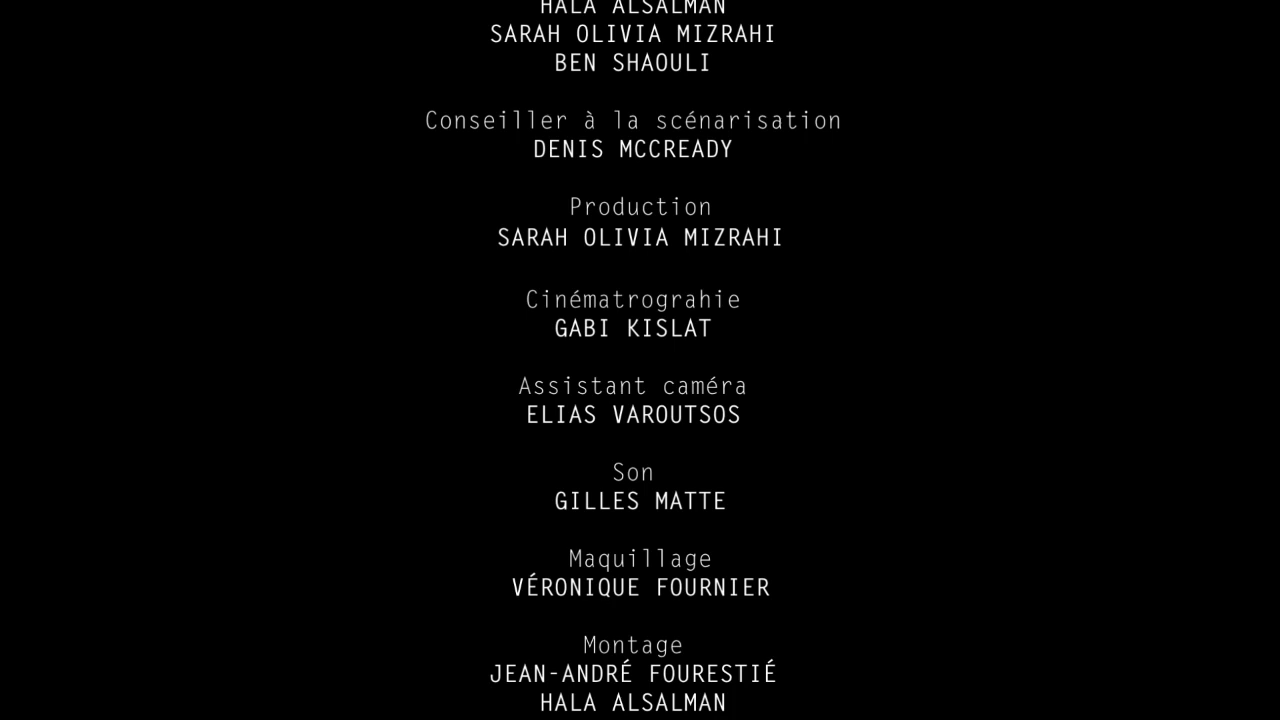 HALA ALSALMAN
SARAH OLIVIA MIZRAHI
BEN SHAOULI
Conseiller à la scénarisation
DENIS MCCREADY
Production
SARAH OLIVIA MIZRAHI
Cinématrograhie
GABI KISLAT
Assistant caméra
ELIAS VAROUTSOS
Son
GILLES MATTE
Maquillage
VÉRONIQUE FOURNIER
Montage
JEAN-ANDRÉ FOURESTIÉ
HALA ALSALMAN